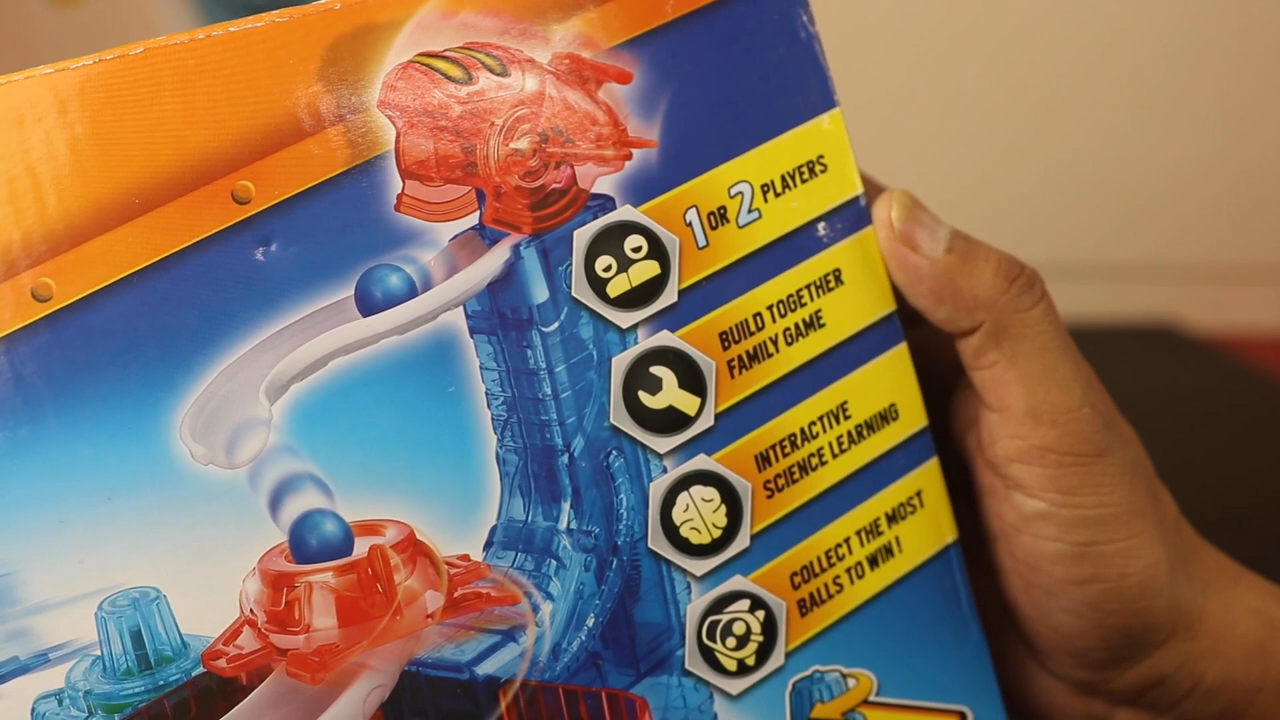 1 OR 2 PLAYERS
BUILD TOGETHER
FAMILY GAME
INTERACTIVE
SCIENCE LEARNING
COLLECT THE MOST
BALLS TO WIN!